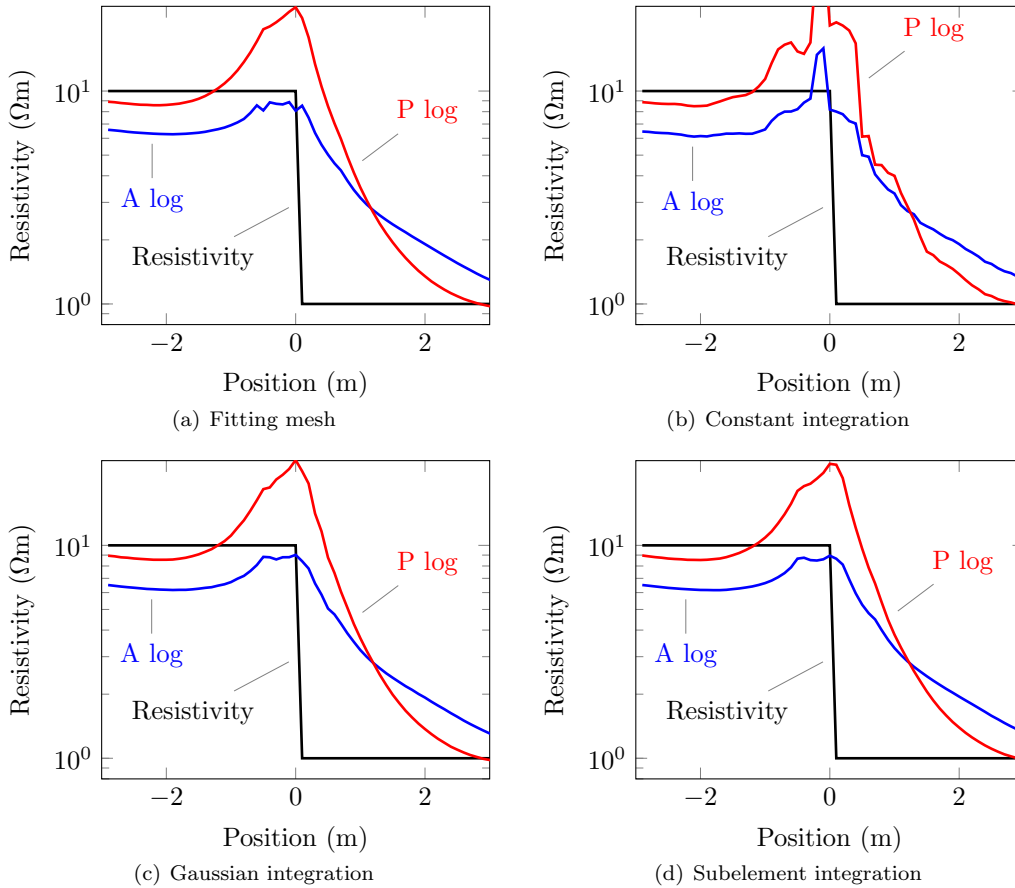 Resistivity (Ωm)
10¹
10⁰
P log
A log
Resistivity
−2
0
2
Position (m)
(a) Fitting mesh
Resistivity (Ωm)
10¹
10⁰
P log
A log
Resistivity
−2
0
2
Position (m)
(b) Constant integration
Resistivity (Ωm)
10¹
10⁰
P log
A log
Resistivity
−2
0
2
Position (m)
(c) Gaussian integration
Resistivity (Ωm)
10¹
10⁰
P log
A log
Resistivity
−2
0
2
Position (m)
(d) Subelement integration